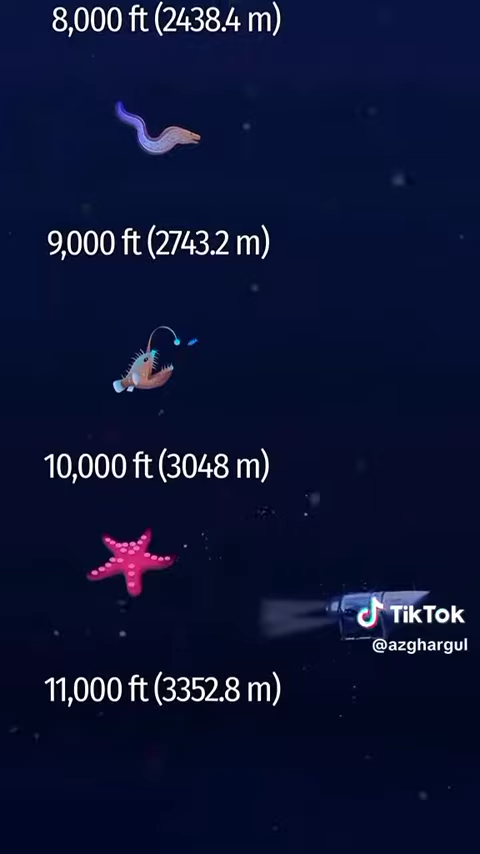 8,000 ft (2438.4 m)
9,000 ft (2743.2 m)
10,000 ft (3048 m)
TikTok
@azghargul
11,000 ft (3352.8 m)